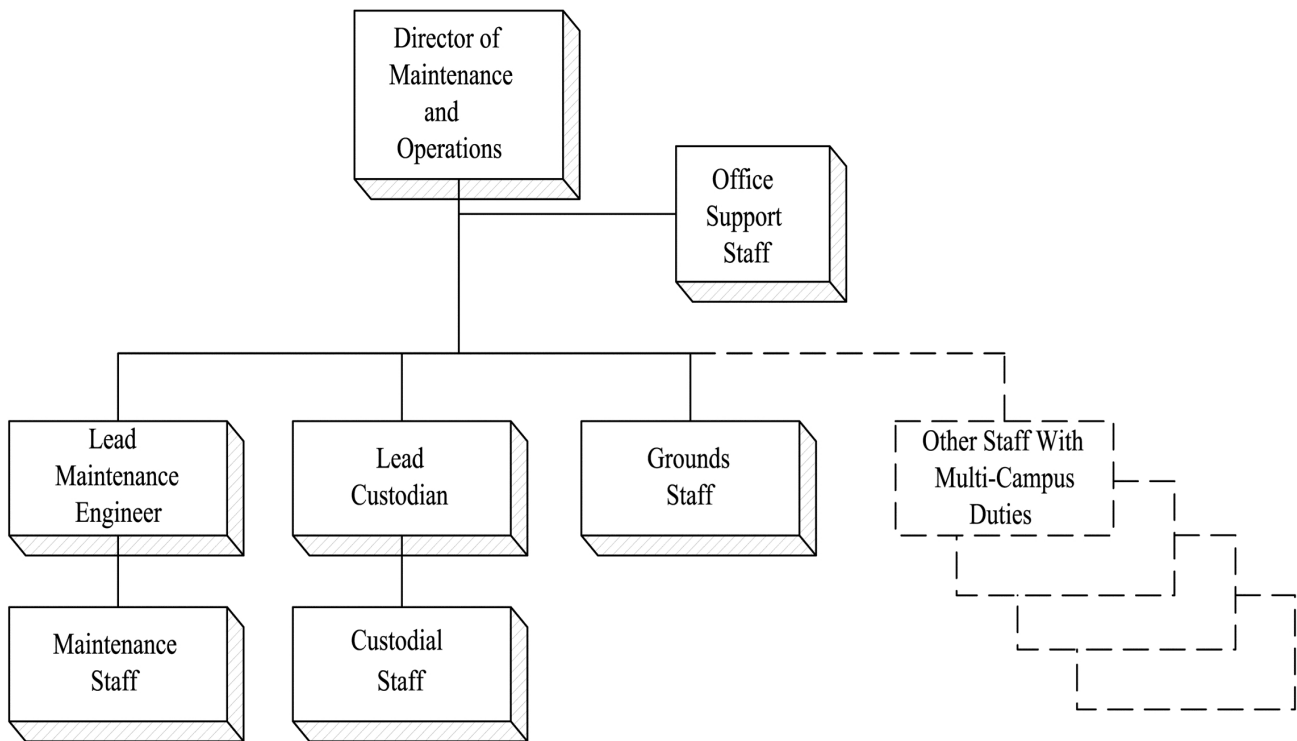 Director of
Maintenance
and
Operations
Office
Support
Staff
Lead
Maintenance
Engineer
Lead
Custodian
Grounds
Staff
Other Staff With
Multi-Campus
Duties
Maintenance
Staff
Custodial
Staff